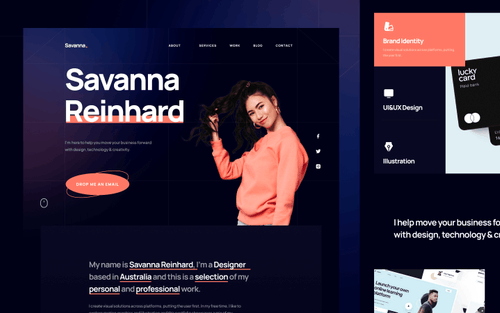 Savanna.
ABOUT SERVICES WORK BLOG CONTACT
Savanna
Reinhard
I'm here to help you move your business forward
with design, technology & creativity.
DROP ME AN EMAIL
My name is Savanna Reinhard. I'm a Designer
based in Australia and this is a selection of my
personal and professional work.
I create visual solutions across platforms, putting the user first. In my free time, I like to
Brand Identity
UI&UX Design
Illustration
lucky
card
I help move your business fo
with design, technology & cr
Launch your own
online learning
platform